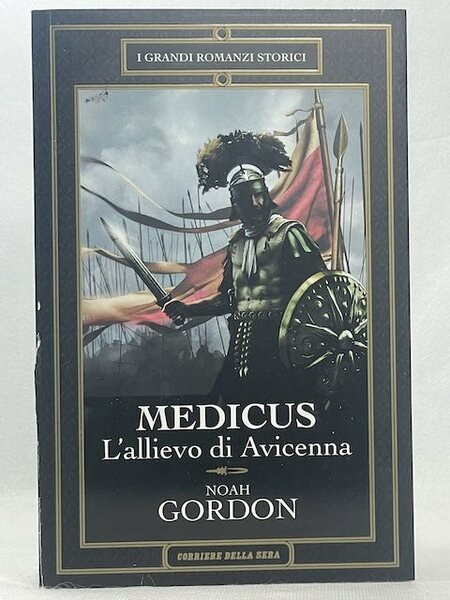 I GRANDI ROMANZI STORICI
MEDICUS
L'allievo di Avicenna
NOAH
GORDON
CORRIERE DELLA SERA